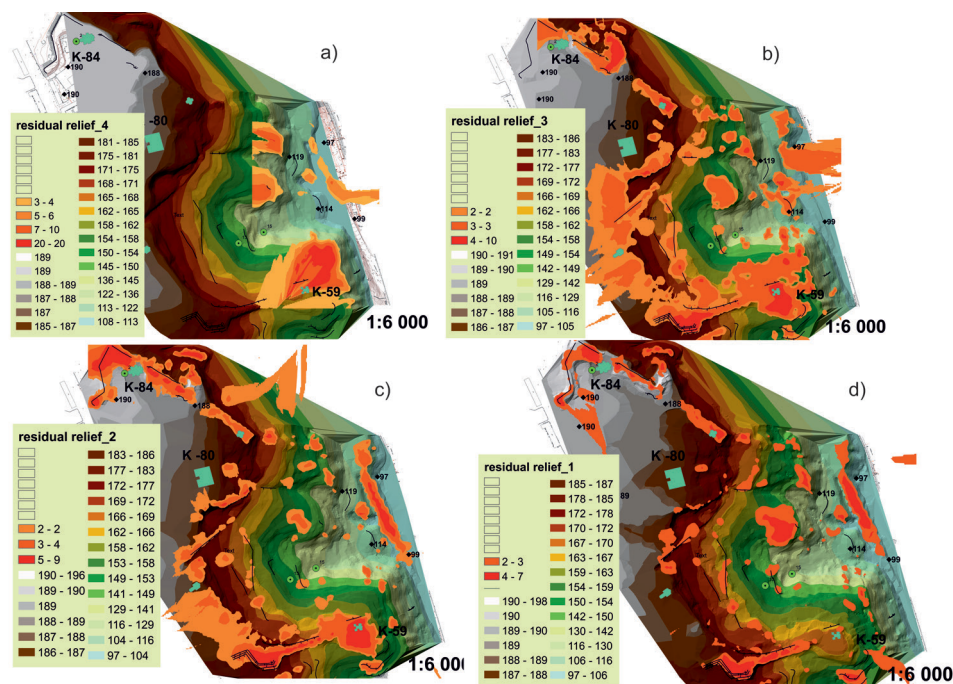 a)
K-84
2
190
188
190
-80
97
119
114
99
K-59
1:6 000
residual relief_4
3 - 4
5 - 6
7 - 10
20 - 20
189
189
188 - 189
187 - 188
187
185 - 187
181 - 185
175 - 181
171 - 175
168 - 171
165 - 168
162 - 165
158 - 162
154 - 158
150 - 154
145 - 150
136 - 145
122 - 136
113 - 122
108 - 113
b)
K-84
190
188
190
K -80
97
119
114
99
K-59
1:6 000
residual relief_3
2 - 2
3 - 3
4 - 10
190 - 191
189 - 190
189
188 - 189
187 - 188
186 - 187
183 - 186
177 - 183
172 - 177
169 - 172
166 - 169
162 - 166
158 - 162
154 - 158
149 - 154
142 - 149
129 - 142
116 - 129
105 - 116
97 - 105
c)
K-84
190
188
K -80
97
119
114
99
K-59
1:6 00
residual relief_2
2 - 2
3 - 4
5 - 9
190 - 196
189 - 190
189
188 - 189
187 - 188
186 - 187
183 - 186
177 - 183
172 - 177
169 - 172
166 - 169
162 - 166
158 - 162
153 - 158
149 - 153
141 - 149
129 - 141
116 - 129
104 - 116
97 - 104
d)
K-84
190
188
190
K -80
89
97
119
114
99
K-59
1:6 000
residual relief_1
2 - 3
4 - 7
190 - 198
190
189 - 190
189
188 - 189
187 - 188
185 - 187
178 - 185
172 - 178
170 - 172
167 - 170
163 - 167
159 - 163
154 - 159
150 - 154
142 - 150
130 - 142
116 - 130
106 - 116
97 - 106